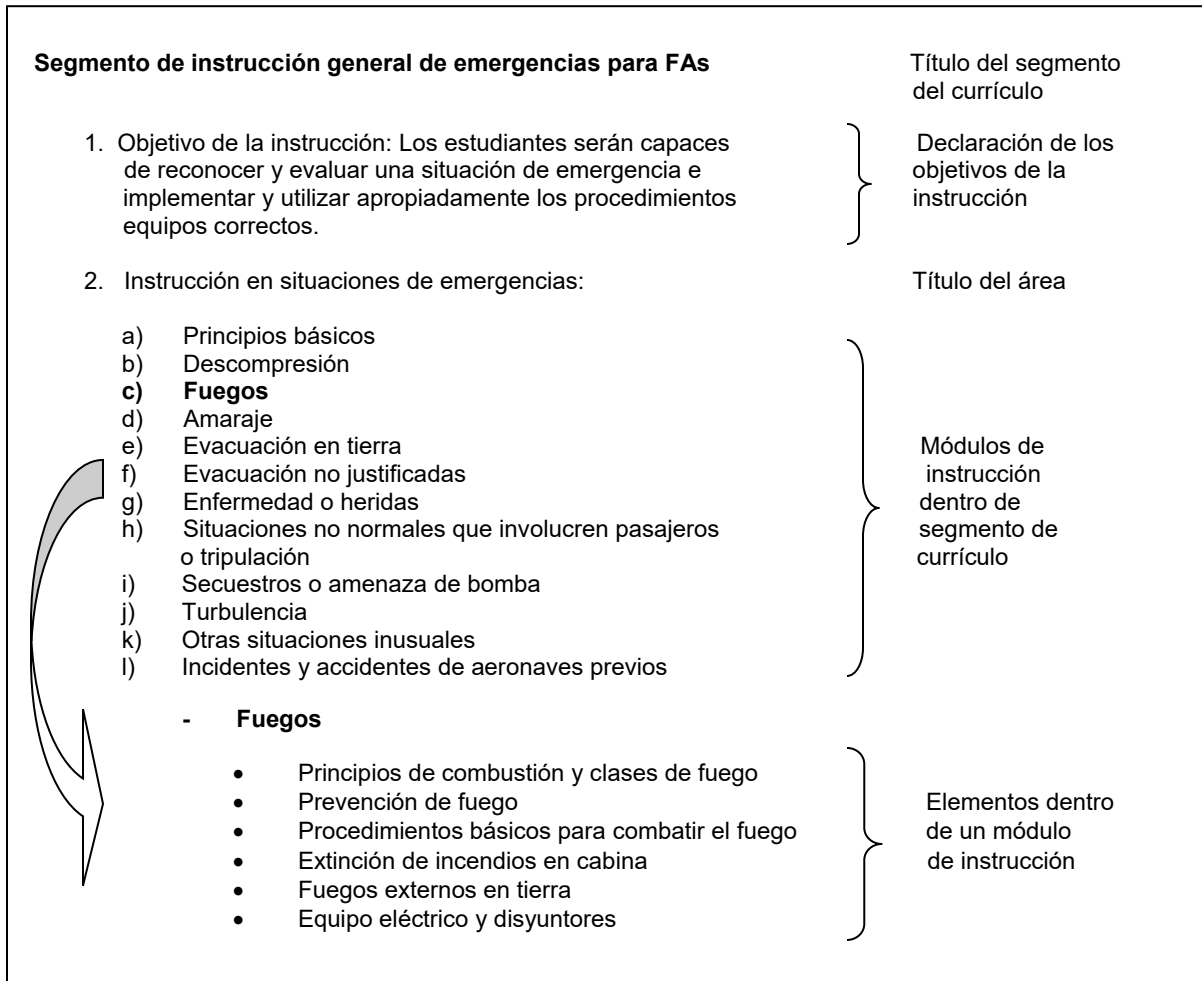 Segmento de instrucción general de emergencias para FAs
Título del segmento
del currículo
1. Objetivo de la instrucción: Los estudiantes serán capaces
de reconocer y evaluar una situación de emergencia e
implementar y utilizar apropiadamente los procedimientos
equipos correctos.
Declaración de los
objetivos de la
instrucción
2. Instrucción en situaciones de emergencias:
Título del área
a) Principios básicos
b) Descompresión
c) Fuegos
d) Amaraje
e) Evacuación en tierra
f) Evacuación no justificadas
g) Enfermedad o heridas
h) Situaciones no normales que involucren pasajeros
o tripulación
i) Secuestros o amenaza de bomba
j) Turbulencia
k) Otras situaciones inusuales
l) Incidentes y accidentes de aeronaves previos
Módulos de
instrucción
dentro de
segmento de
currículo
- Fuegos
• Principios de combustión y clases de fuego
• Prevención de fuego
• Procedimientos básicos para combatir el fuego
• Extinción de incendios en cabina
• Fuegos externos en tierra
• Equipo eléctrico y disyuntores
Elementos dentro
de un módulo
de instrucción